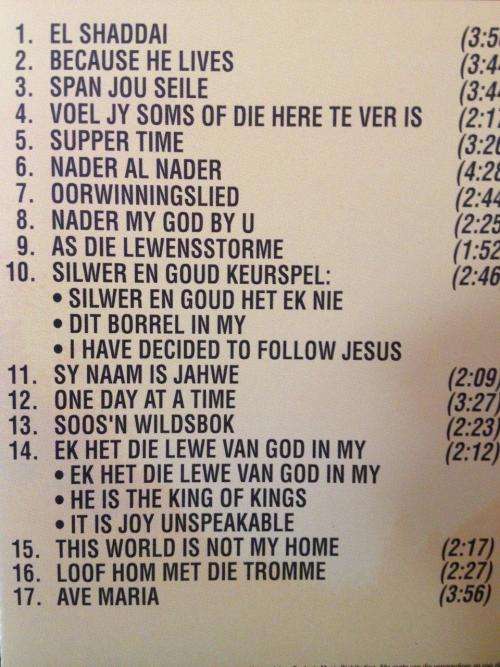 1. EL SHADDAI (3:5
2. BECAUSE HE LIVES (3:4
3. SPAN JOU SEILE (3:4
4. VOEL JY SOMS OF DIE HERE TE VER IS (2:1
5. SUPPER TIME (3:2
6. NADER AL NADER (4:28
7. OORWINNINGSLIED (2:44
8. NADER MY GOD BY U (2:25
9. AS DIE LEWENSSTORME (1:52
10. SILWER EN GOUD KEURSPEL: (2:46
• SILWER EN GOUD HET EK NIE
• DIT BORREL IN MY
• I HAVE DECIDED TO FOLLOW JESUS
11. SY NAAM IS JAHWE (2:09)
12. ONE DAY AT A TIME (3:27)
13. SOOS'N WILDSBOK (2:23)
14. EK HET DIE LEWE VAN GOD IN MY (2:12)
• EK HET DIE LEWE VAN GOD IN MY
• HE IS THE KING OF KINGS
• IT IS JOY UNSPEAKABLE
15. THIS WORLD IS NOT MY HOME (2:17)
16. LOOF HOM MET DIE TROMME (2:27)
17. AVE MARIA (3:56)